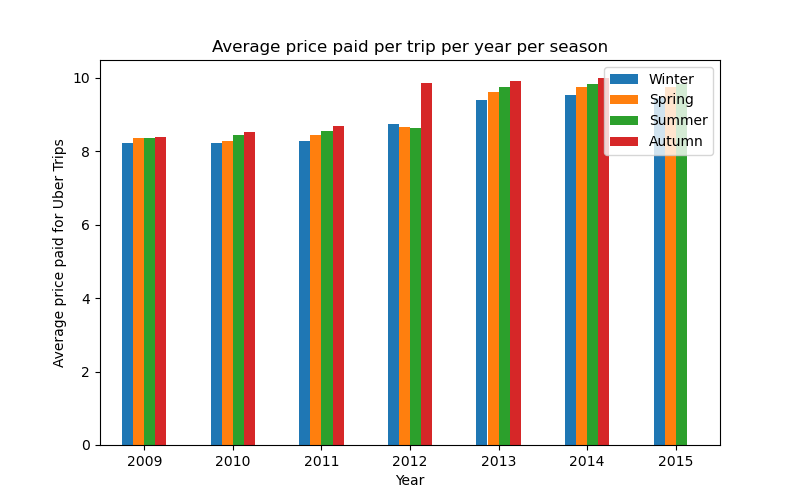 Average price paid per trip per year per season
Average price paid for Uber Trips
10
8
6
4
2
0
Winter
Spring
Summer
Autumn
2009 2010 2011 2012 2013 2014 2015
Year